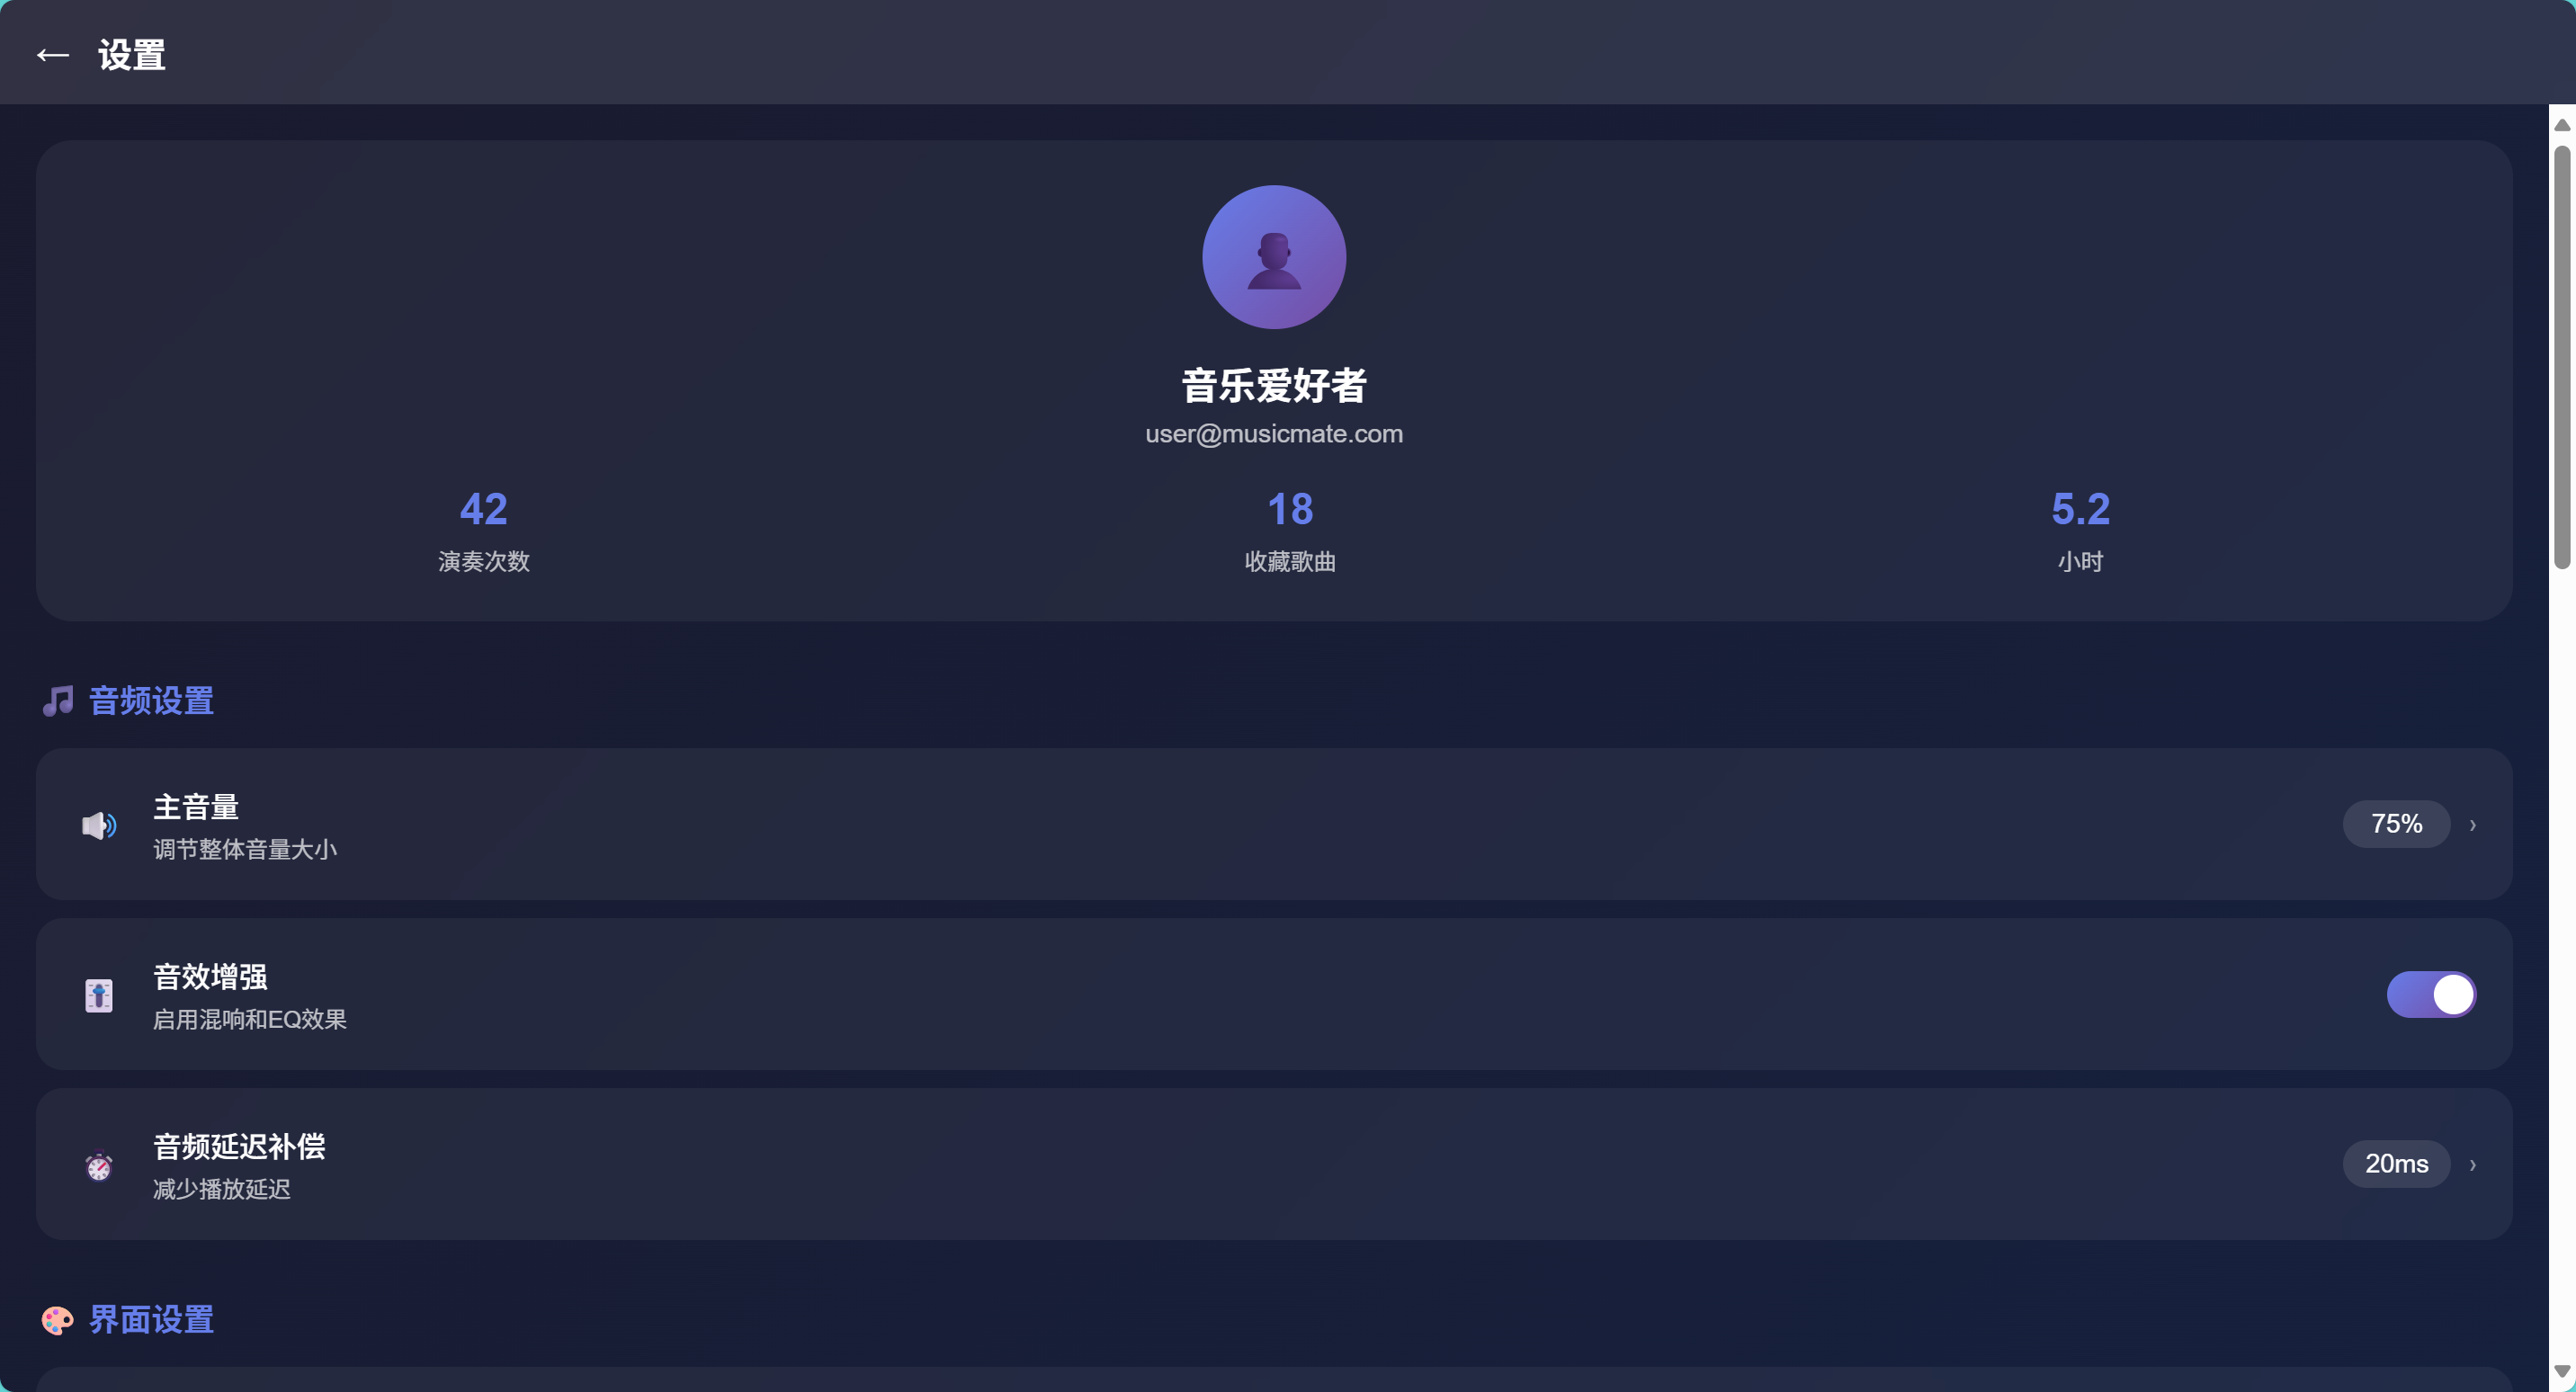 ← 设置
音乐爱好者
user@musicmate.com
42 18 5.2
演奏次数 收藏歌曲 小时
音频设置
主音量
调节整体音量大小
75% ›
音效增强
启用混响和EQ效果
音频延迟补偿
减少播放延迟
20ms ›
界面设置